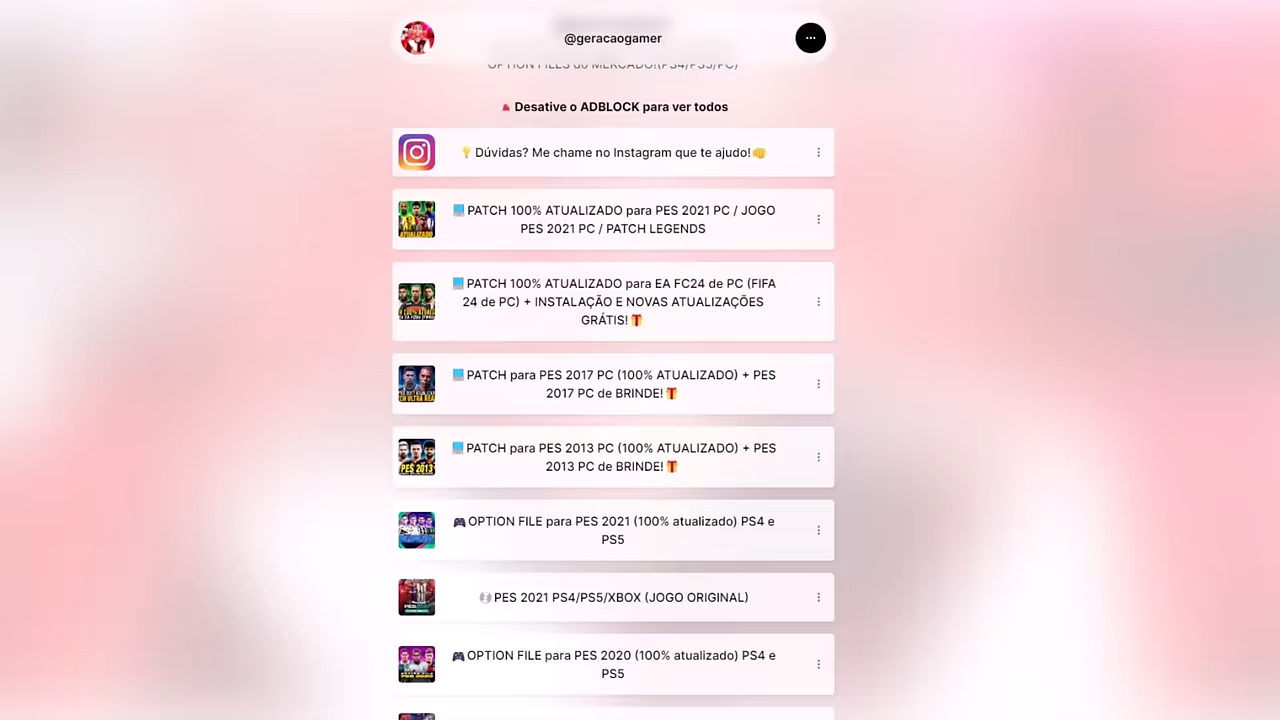 @geracaogamer
OPTION FILES do MERCADO!(PS4/PS5/PC)
Desative o ADBLOCK para ver todos
💡Dúvidas? Me chame no Instagram que te ajudo!👊
📘PATCH 100% ATUALIZADO para PES 2021 PC / JOGO
PES 2021 PC / PATCH LEGENDS
ATUALIZADO
📘PATCH 100% ATUALIZADO para EA FC24 de PC (FIFA
24 de PC) + INSTALAÇÃO E NOVAS ATUALIZAÇÕES
GRÁTIS!🎁
📘PATCH para PES 2017 PC (100% ATUALIZADO) + PES
2017 PC de BRINDE!🎁
📘PATCH para PES 2013 PC (100% ATUALIZADO) + PES
2013 PC de BRINDE!🎁
PES 2013
🎮OPTION FILE para PES 2021 (100% atualizado) PS4 e
PS5
PES 2021 PS4/PS5/XBOX (JOGO ORIGINAL)
🎮OPTION FILE para PES 2020 (100% atualizado) PS4 e
PS5